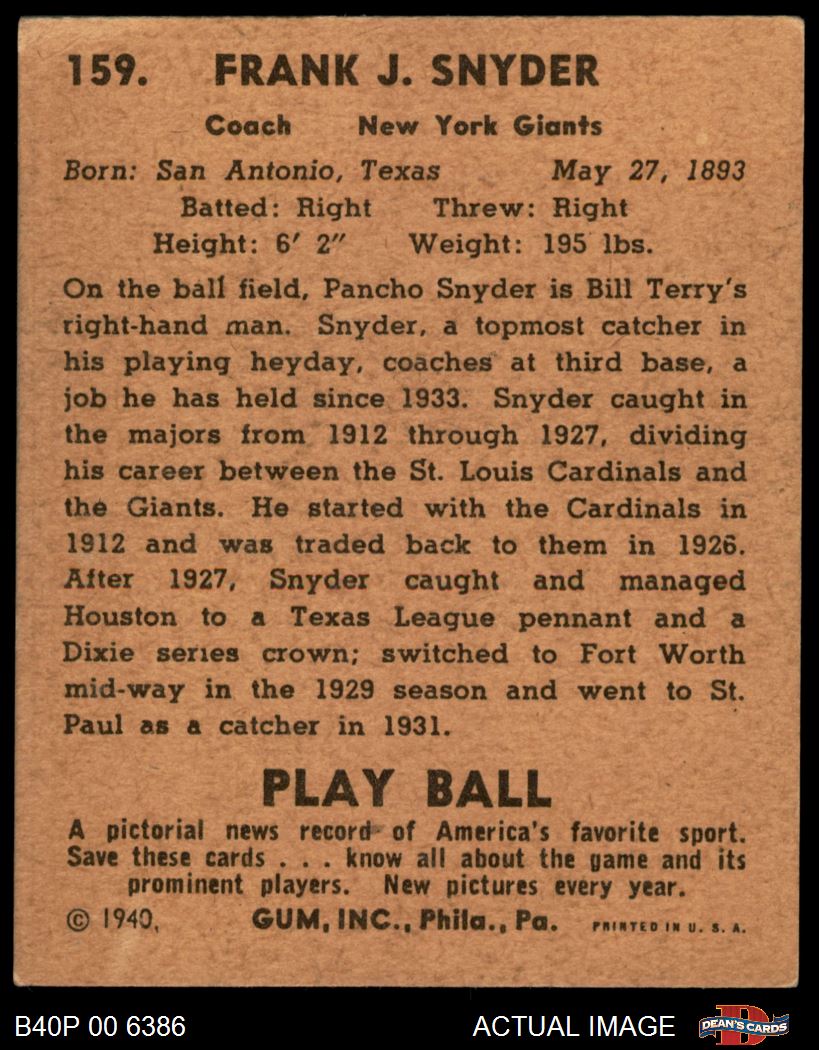 159. FRANK J. SNYDER
Coach New York Giants
Born: San Antonio, Texas May 27, 1893
Batted: Right Threw: Right
Height: 6′ 2″ Weight: 195 lbs.
On the ball field, Pancho Snyder is Bill Terry's
right-hand man. Snyder, a topmost catcher in
his playing heyday, coaches at third base, a
job he has held since 1933. Snyder caught in
the majors from 1912 through 1927, dividing
his career between the St. Louis Cardinals and
the Giants. He started with the Cardinals in
1912 and was traded back to them in 1926.
After 1927, Snyder caught and managed
Houston to a Texas League pennant and a
Dixie series crown; switched to Fort Worth
mid-way in the 1929 season and went to St.
Paul as a catcher in 1931.
PLAY BALL
A pictorial news record of America's favorite sport.
Save these cards . . . know all about the game and its
prominent players. New pictures every year.
© 1940, GUM, INC., Phila., Pa. PRINTED IN U. S. A.
B40P 00 6386 ACTUAL IMAGE D DEAN'S CARDS